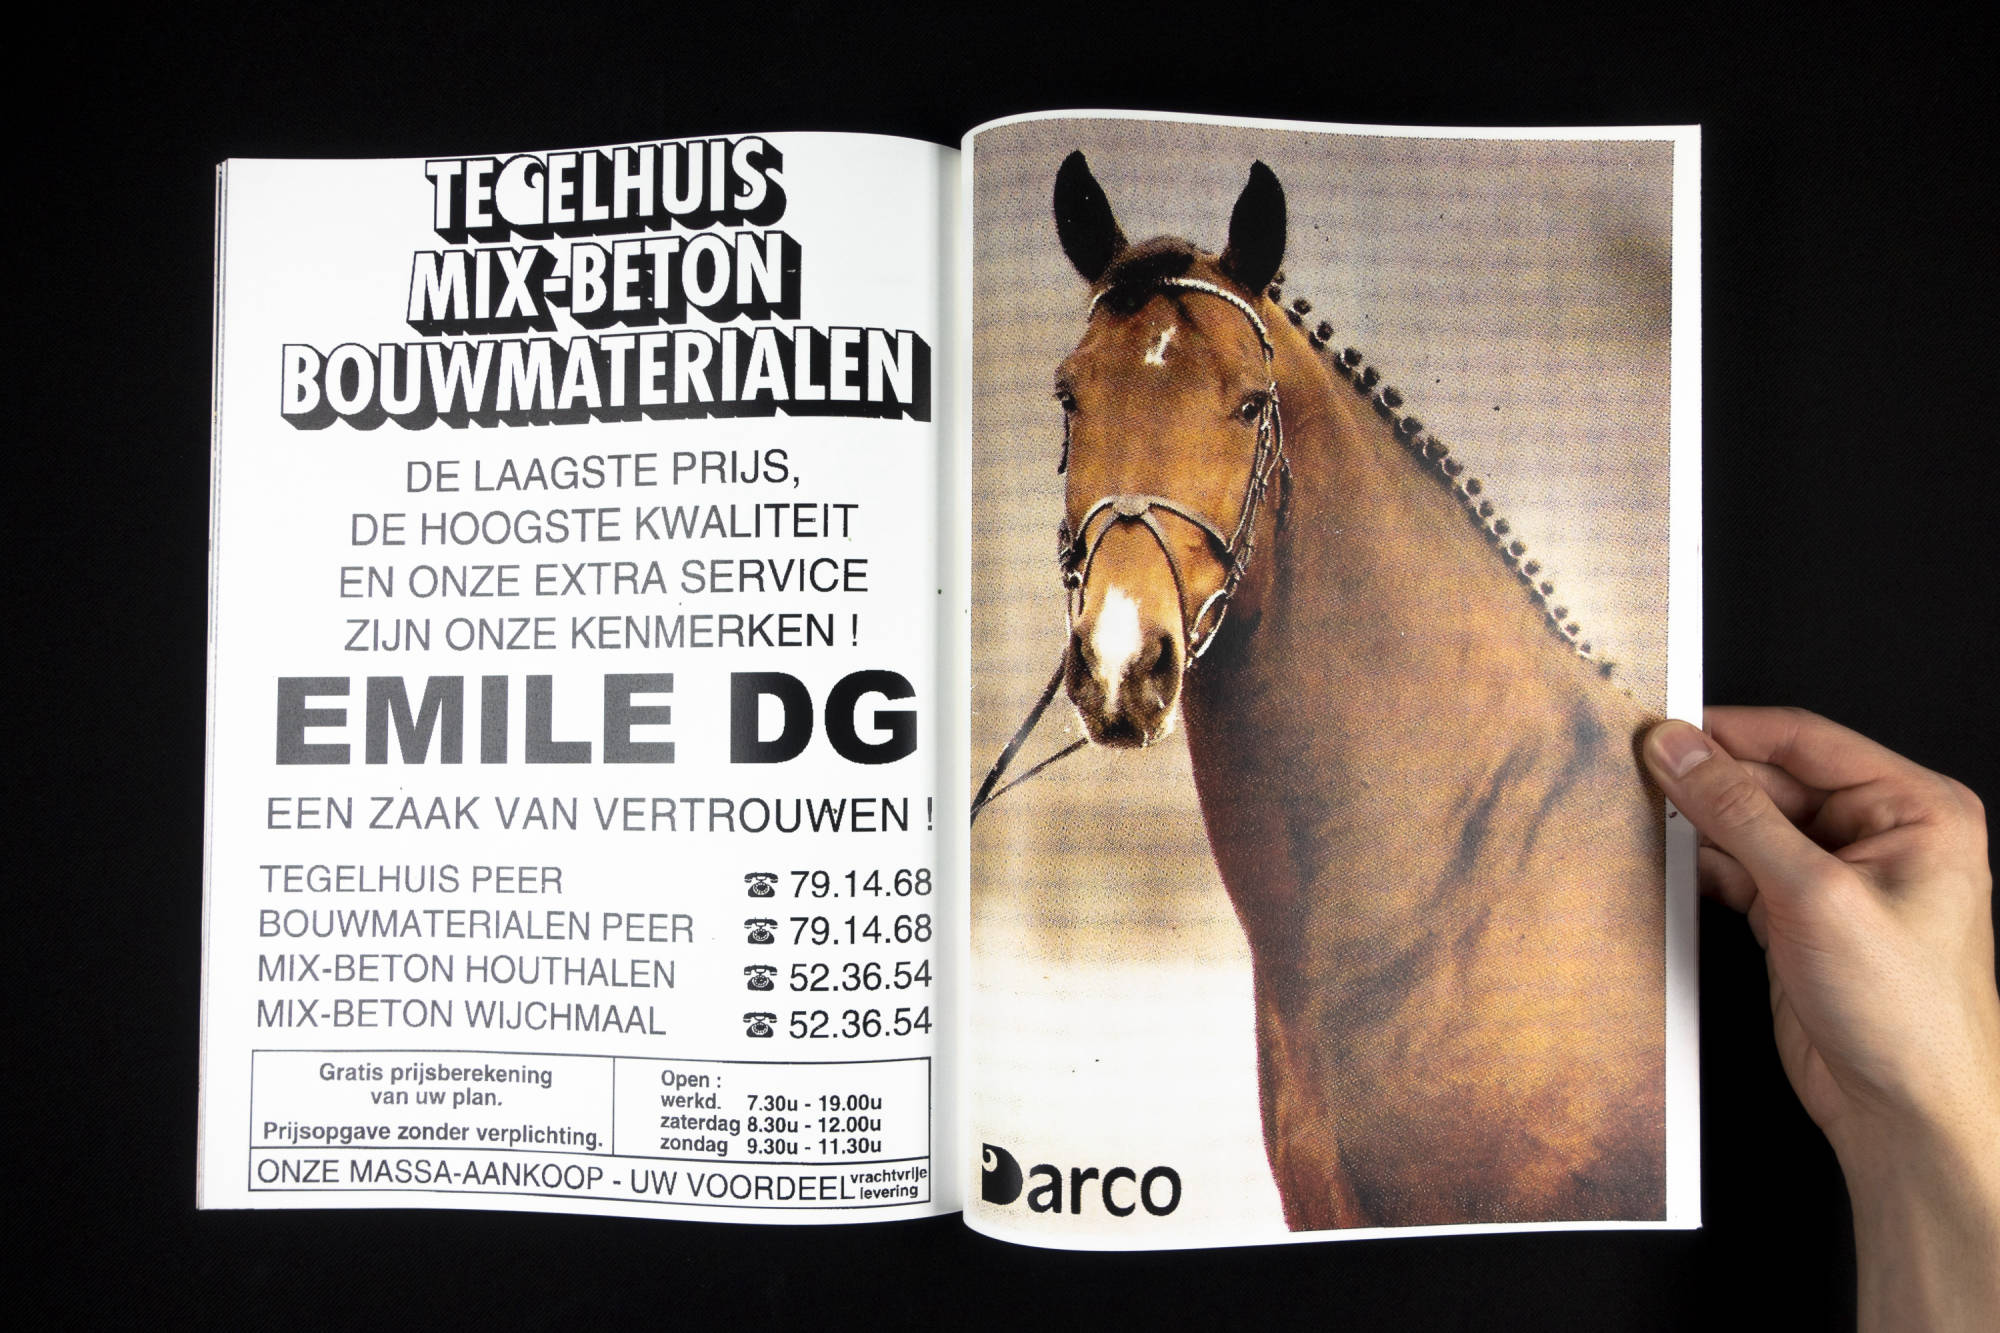 TEGELHUIS
MIX-BETON
BOUWMATERIALEN
DE LAAGSTE PRIJS,
DE HOOGSTE KWALITEIT
EN ONZE EXTRA SERVICE
ZIJN ONZE KENMERKEN !
EMILE DG
EEN ZAAK VAN VERTROUWEN !
TEGELHUIS PEER ☎ 79.14.68
BOUWMATERIALEN PEER ☎ 79.14.68
MIX-BETON HOUTHALEN ☎ 52.36.54
MIX-BETON WIJCHMAAL ☎ 52.36.54
Gratis prijsberekening
van uw plan.
Prijsopgave zonder verplichting.
Open :
werkd. 7.30u - 19.00u
zaterdag 8.30u - 12.00u
zondag 9.30u - 11.30u
ONZE MASSA-AANKOOP - UW VOORDEEL vrachtvrije
levering
Darco